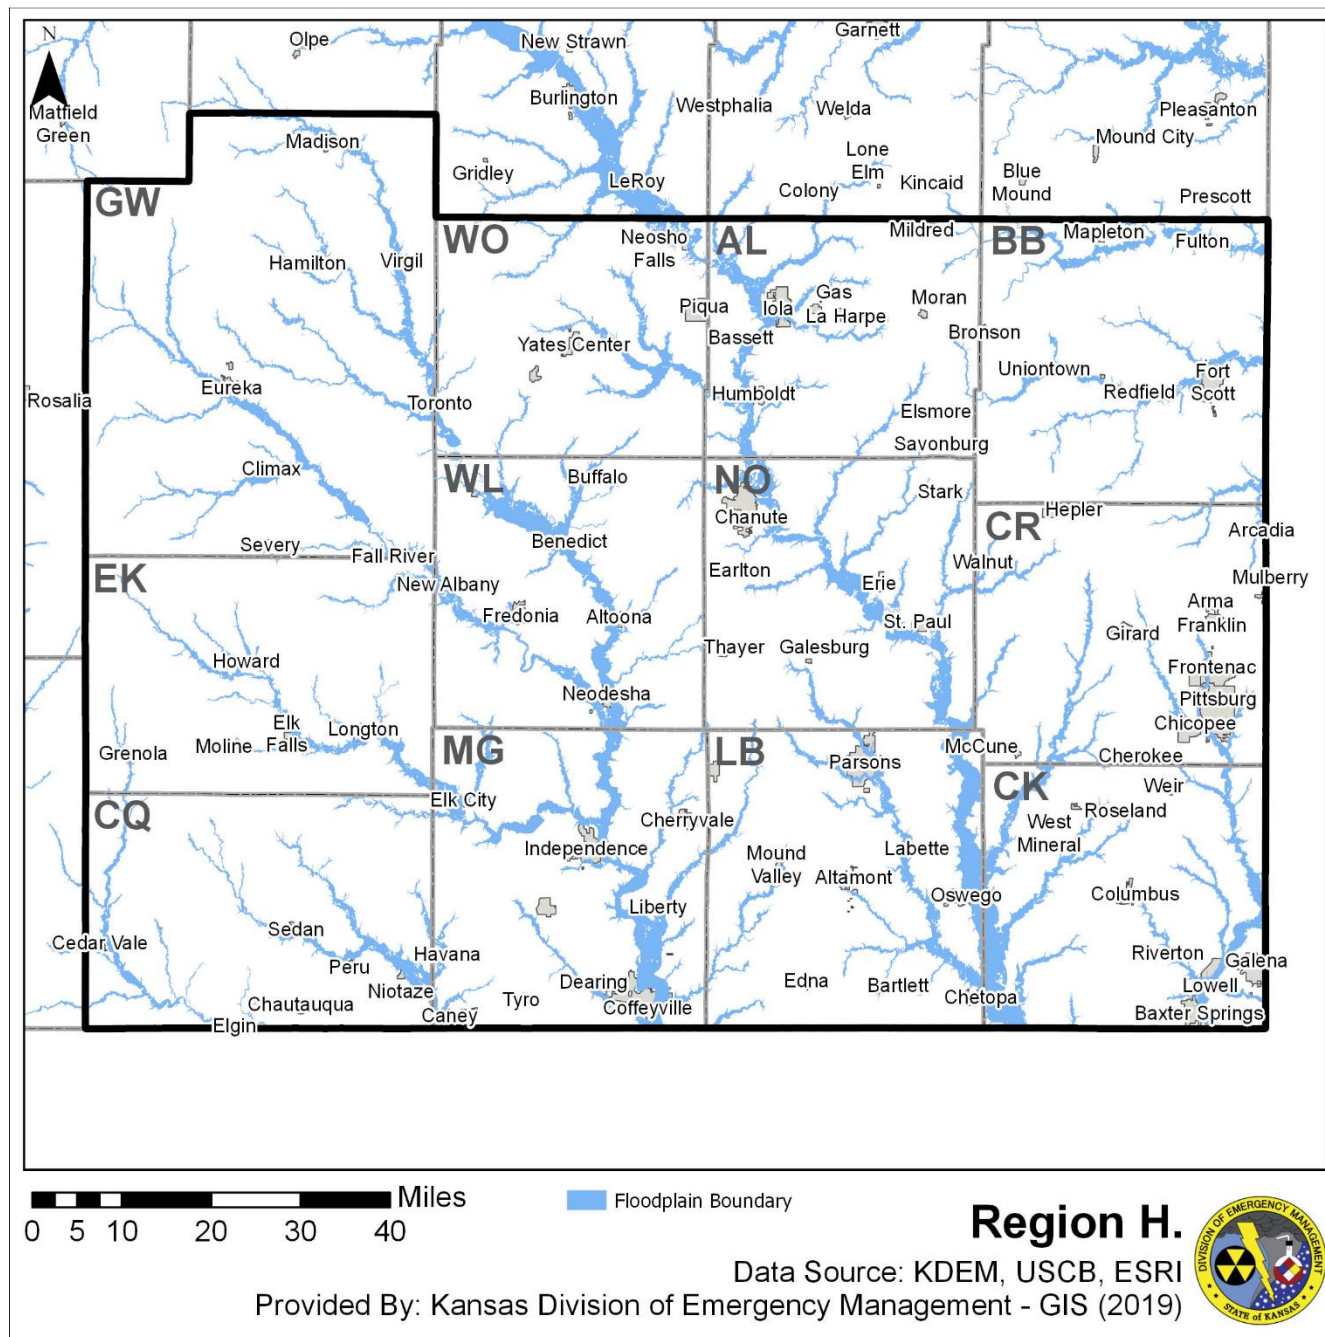 N
Olpe
New Strawn
Garnett
Matfield
Green
Burlington
Westphalia
Welda
Pleasanton
Madison
Mound City
Gridley
LeRoy
Lone
Elm
Colony
Kincaid
Blue
Mound
Prescott
GW
WO
AL
BB
Neosho
Falls
Mildred
Mapleton
Fulton
Hamilton
Virgil
Piqua
Iola
Gas
La Harpe
Moran
Bronson
Yates Center
Bassett
Uniontown
Fort
Scott
Rosalia
Eureka
Toronto
Humboldt
Elsmore
Redfield
Savonburg
Climax
WL
Buffalo
NO
Stark
Chanute
CR
Hepler
Arcadia
Severy
Fall River
Benedict
EK
New Albany
Earlton
Erie
Walnut
Mulberry
Fredonia
Altoona
St. Paul
Girard
Arma
Franklin
Howard
Thayer
Galesburg
Frontenac
Neodesha
Pittsburg
Grenola
Moline
Elk
Falls
Longton
MG
LB
Parsons
McCune
Chicopee
Cherokee
CQ
Elk City
CK
Weir
Cherryvale
West
Mineral
Roseland
Independence
Mound
Valley
Altamont
Labette
Liberty
Oswego
Columbus
Cedar Vale
Sedan
Havana
Riverton
Galena
Peru
Niotaze
Dearing
Edna
Bartlett
Chetopa
Lowell
Chautauqua
Tyro
Coffeyville
Elgin
Caney
Baxter Springs
Miles
0 5 10 20 30 40
Floodplain Boundary
Region H.
Data Source: KDEM, USCB, ESRI
Provided By: Kansas Division of Emergency Management - GIS (2019)
DIVISION OF EMERGENCY MANAGEMENT
STATE of KANSAS